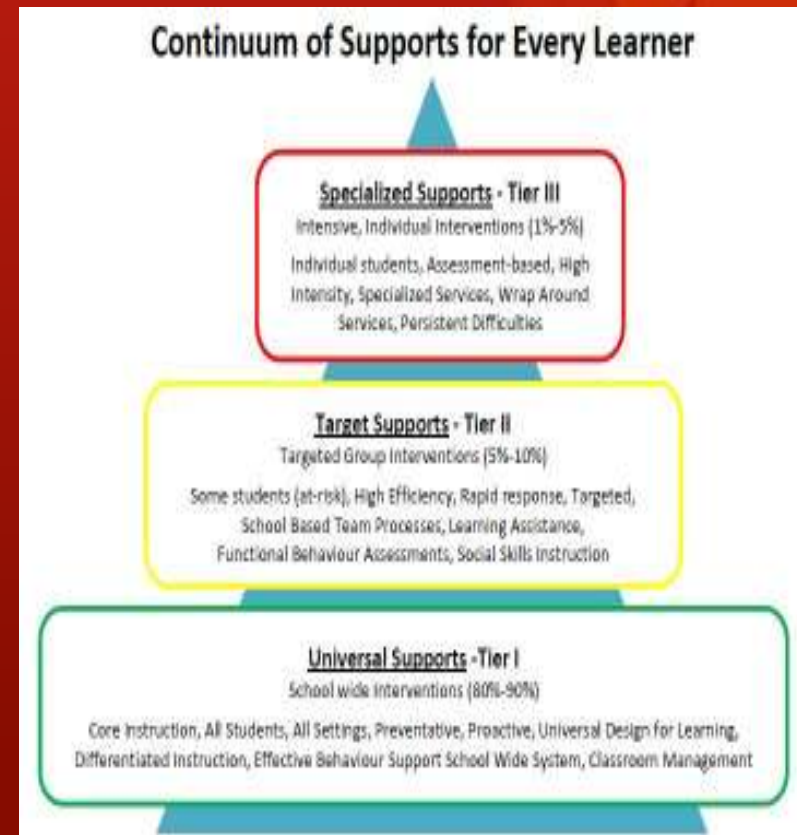 Continuum of Supports for Every Learner
Specialized Supports - Tier III
Intensive, Individual Interventions (1%-5%)
Individual students, Assessment-based, High
Intensity, Specialized Services, Wrap Around
Services, Persistent Difficulties
Target Supports - Tier II
Targeted Group Interventions (5%-10%)
Some students (at-risk), High Efficiency, Rapid response, Targeted,
School Based Team Processes, Learning Assistance,
Functional Behaviour Assessments, Social Skills Instruction
Universal Supports -Tier I
School wide Interventions (80%-90%)
Core Instruction, All Students, All Settings, Preventative, Proactive, Universal Design for Learning,
Differentiated Instruction, Effective Behaviour Support School Wide System, Classroom Management